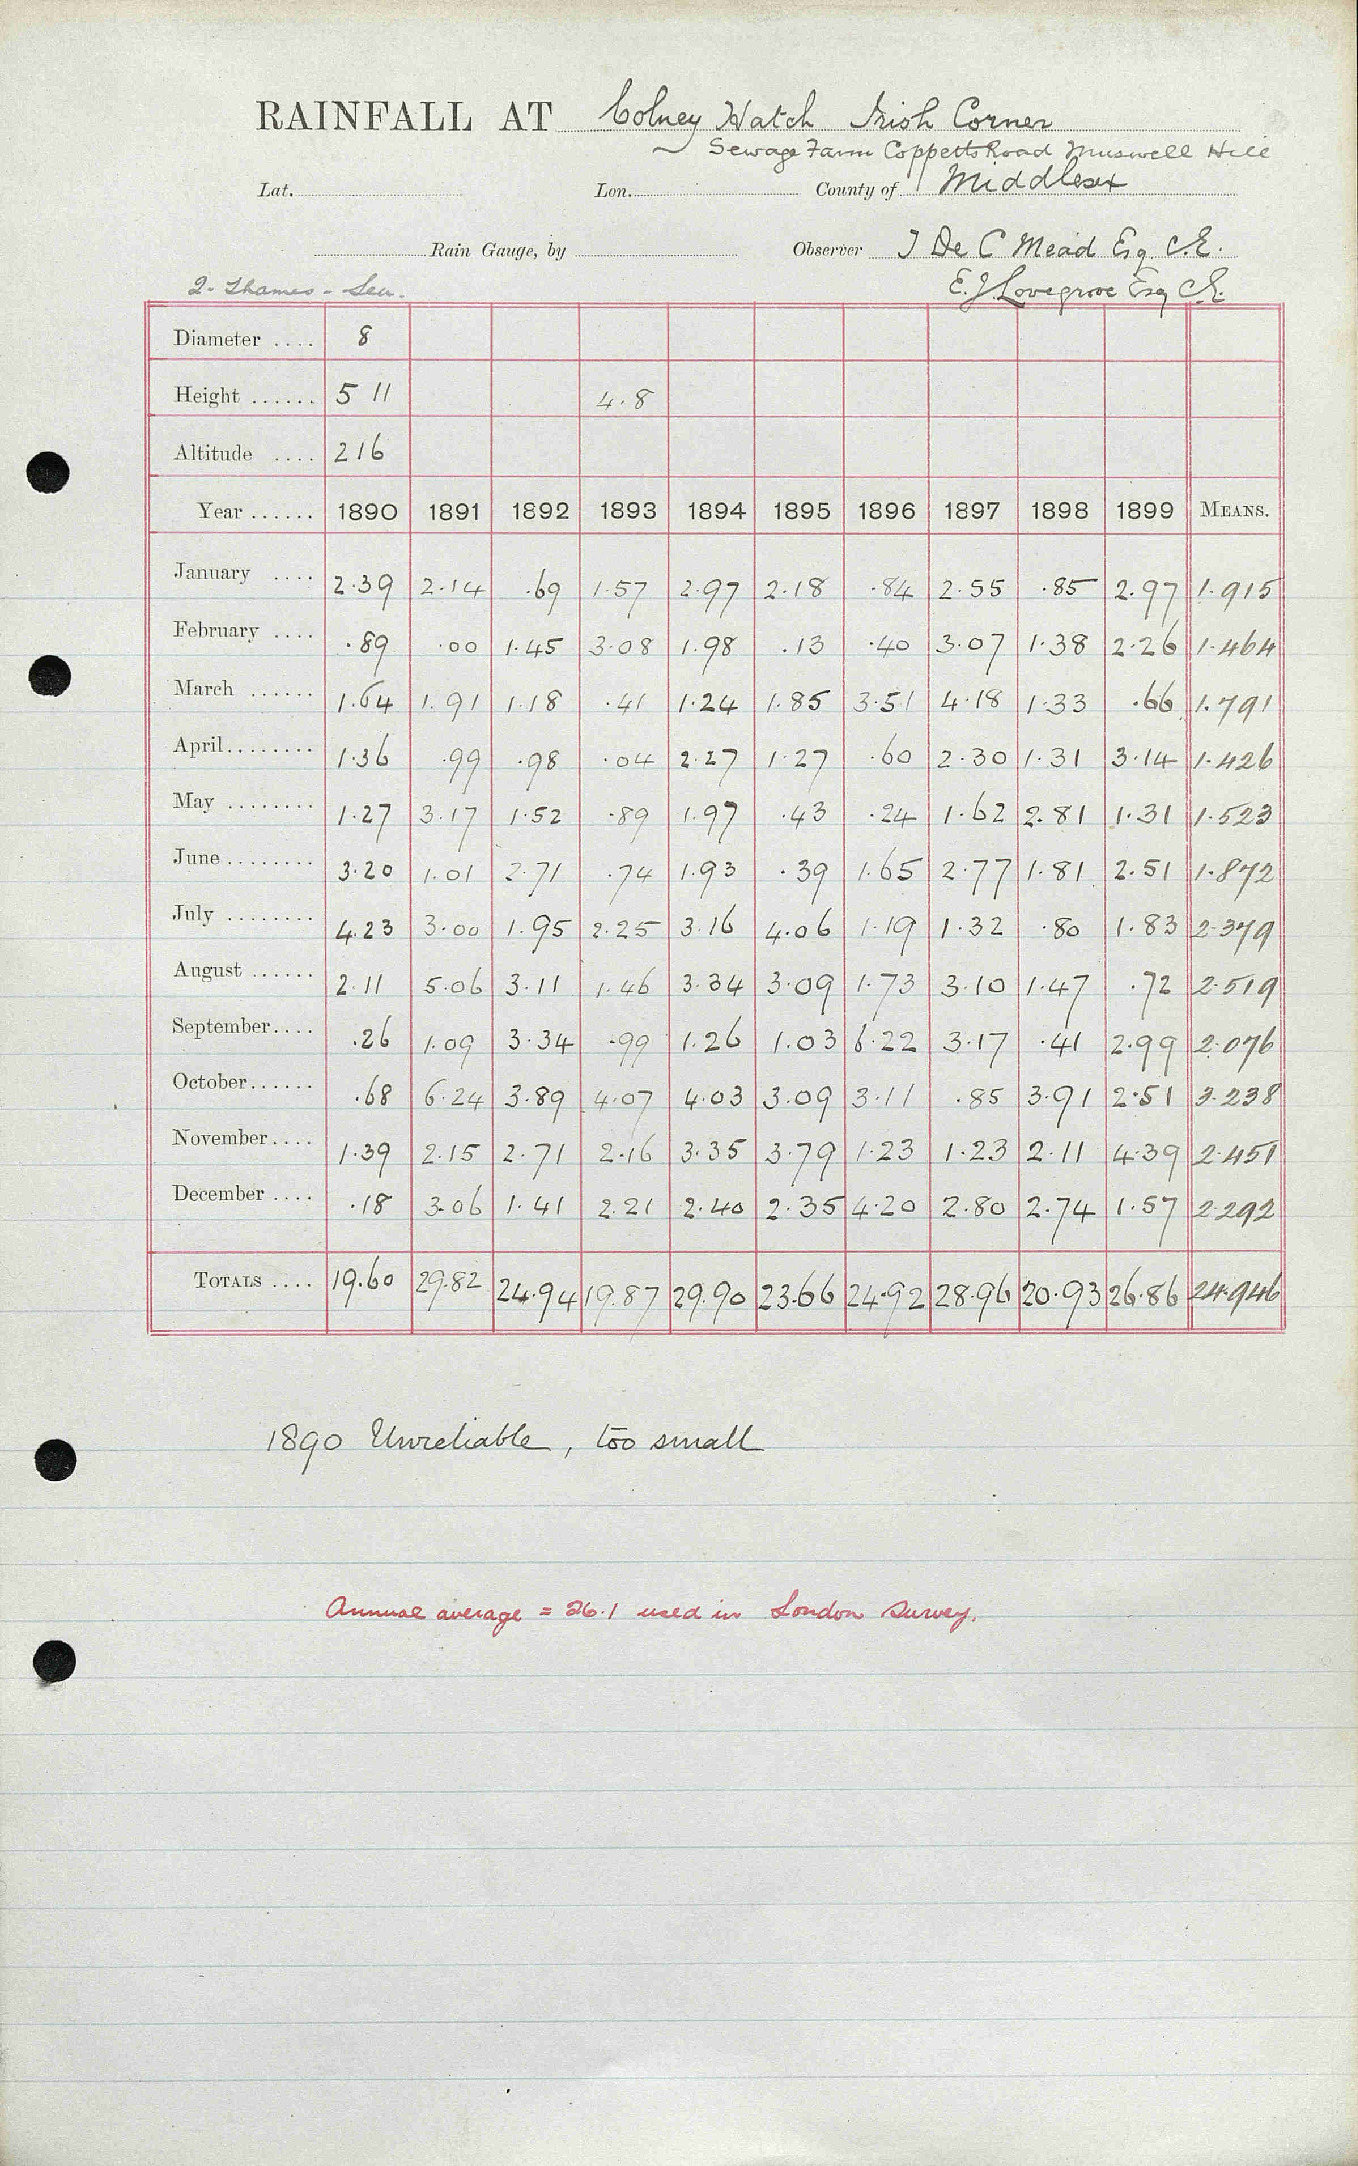 RAINFALL AT Colney Hatch Irish Corner
Sewage Farm Coppetts Road Muswell Hill
Lat. Lon. County of Middlesex
Rain Gauge, by Observer J De C Mead Esq. C.E.
2. Thames - Lea. E. J. Lovegrove Esq C.E.
Diameter .... 8
Height ...... 5 11 4.8
Altitude .... 216
Year ...... 1890 1891 1892 1893 1894 1895 1896 1897 1898 1899 MEANS.
January .... 2.39 2.14 .69 1.57 2.97 2.18 .84 2.55 .85 2.97 1.915
February .... .89 .00 1.45 3.08 1.98 .13 .40 3.07 1.38 2.26 1.464
March ...... 1.64 1.91 1.18 .41 1.24 1.85 3.51 4.18 1.33 .66 1.791
April........ 1.36 .99 .98 .04 2.27 1.27 .60 2.30 1.31 3.14 1.426
May ........ 1.27 3.17 1.52 .89 1.97 .43 .24 1.62 2.81 1.31 1.523
June........ 3.20 1.01 2.71 .74 1.93 .39 1.65 2.77 1.81 2.51 1.872
July ........ 4.23 3.00 1.95 2.25 3.16 4.06 1.19 1.32 .80 1.83 2.379
August ...... 2.11 5.06 3.11 1.46 3.34 3.09 1.73 3.10 1.47 .72 2.519
September.... .26 1.09 3.34 .99 1.26 1.03 6.22 3.17 .41 2.99 2.076
October...... .68 6.24 3.89 4.07 4.03 3.09 3.11 .85 3.91 2.51 3.238
November.... 1.39 2.15 2.71 2.16 3.35 3.79 1.23 1.23 2.11 4.39 2.451
December .... .18 3.06 1.41 2.21 2.40 2.35 4.20 2.80 2.74 1.57 2.292
TOTALS .... 19.60 29.82 24.94 19.87 29.90 23.66 24.92 28.96 20.93 26.86 24.946
1890 Unreliable, too small
Annual average = 26.1 used in London Survey.